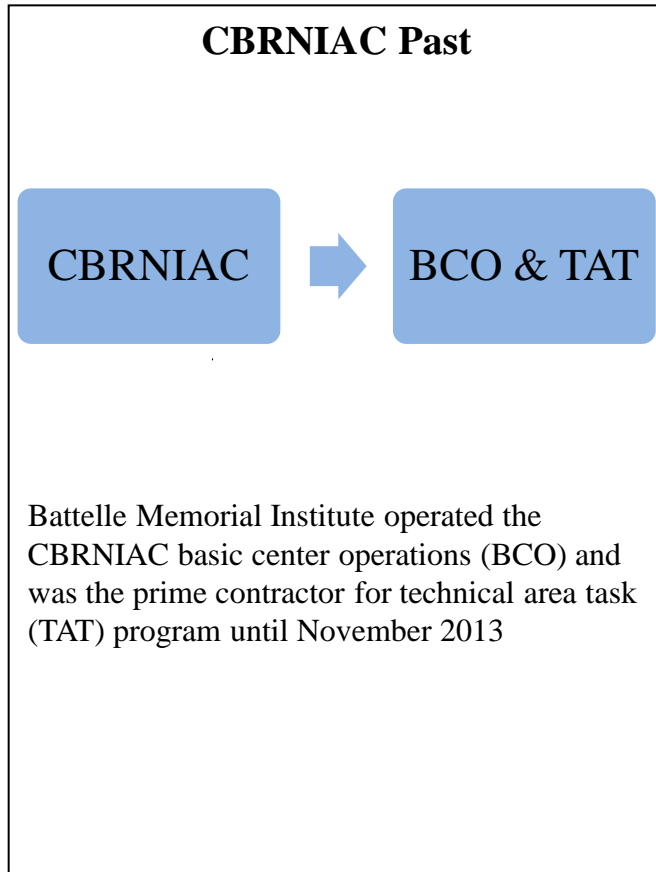 CBRNIAC Past
CBRNIAC
BCO & TAT
Battelle Memorial Institute operated the
CBRNIAC basic center operations (BCO) and
was the prime contractor for technical area task
(TAT) program until November 2013